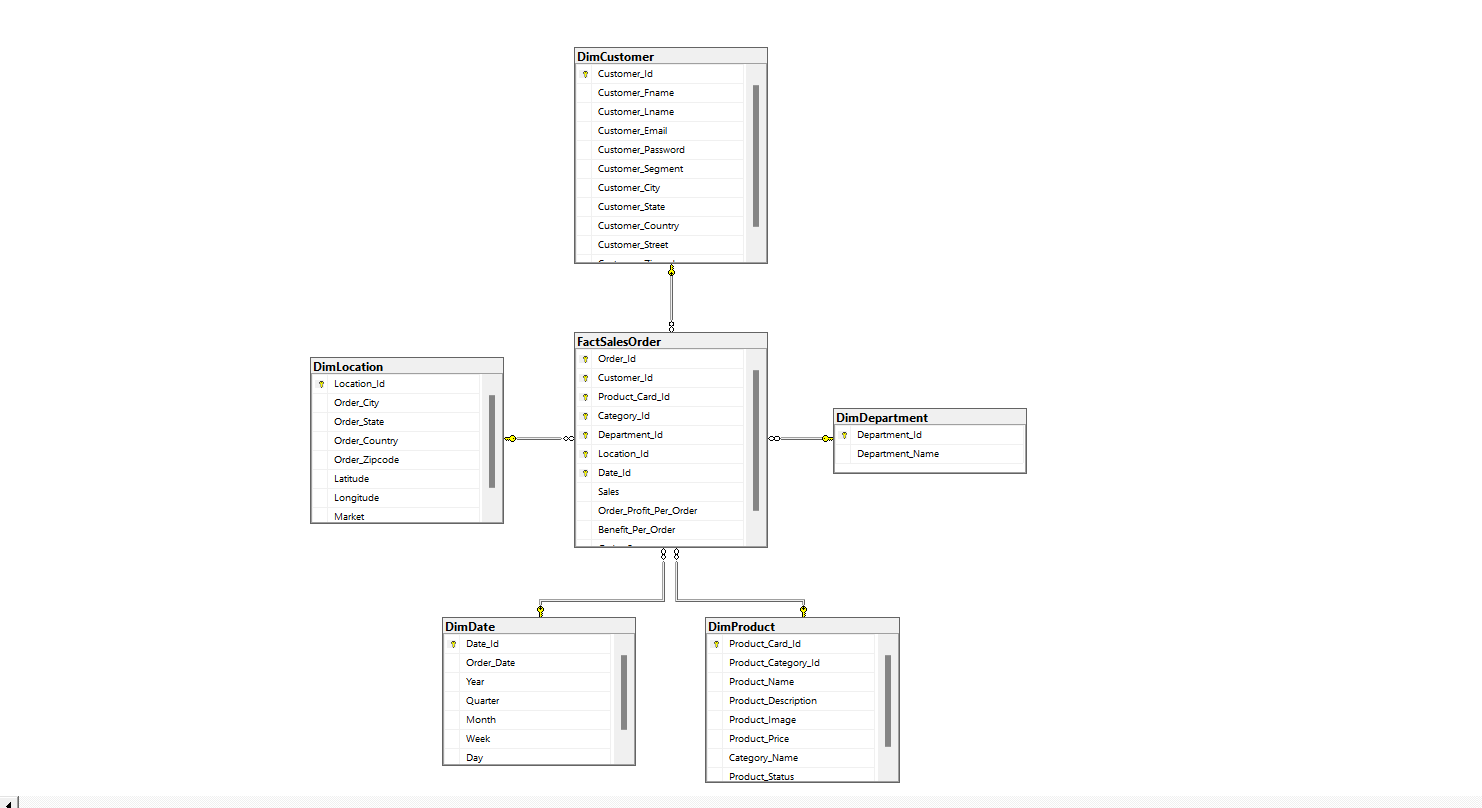 DimCustomer
Customer_Id
Customer_Fname
Customer_Lname
Customer_Email
Customer_Password
Customer_Segment
Customer_City
Customer_State
Customer_Country
Customer_Street
FactSalesOrder
Order_Id
Customer_Id
Product_Card_Id
Category_Id
Department_Id
Location_Id
Date_Id
Sales
Order_Profit_Per_Order
Benefit_Per_Order
DimLocation
Location_Id
Order_City
Order_State
Order_Country
Order_Zipcode
Latitude
Longitude
Market
DimDepartment
Department_Id
Department_Name
DimDate
Date_Id
Order_Date
Year
Quarter
Month
Week
Day
DimProduct
Product_Card_Id
Product_Category_Id
Product_Name
Product_Description
Product_Image
Product_Price
Category_Name
Product_Status